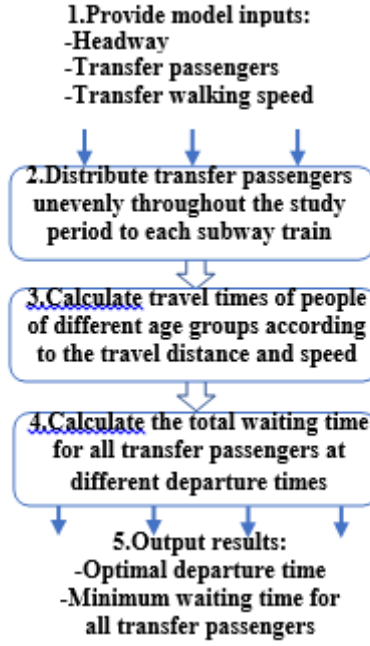 1.Provide model inputs:
-Headway
-Transfer passengers
-Transfer walking speed
2.Distribute transfer passengers
unevenly throughout the study
period to each subway train
3.Calculate travel times of people
of different age groups according
to the travel distance and speed
4.Calculate the total waiting time
for all transfer passengers at
different departure times
5.Output results:
-Optimal departure time
-Minimum waiting time for
all transfer passengers